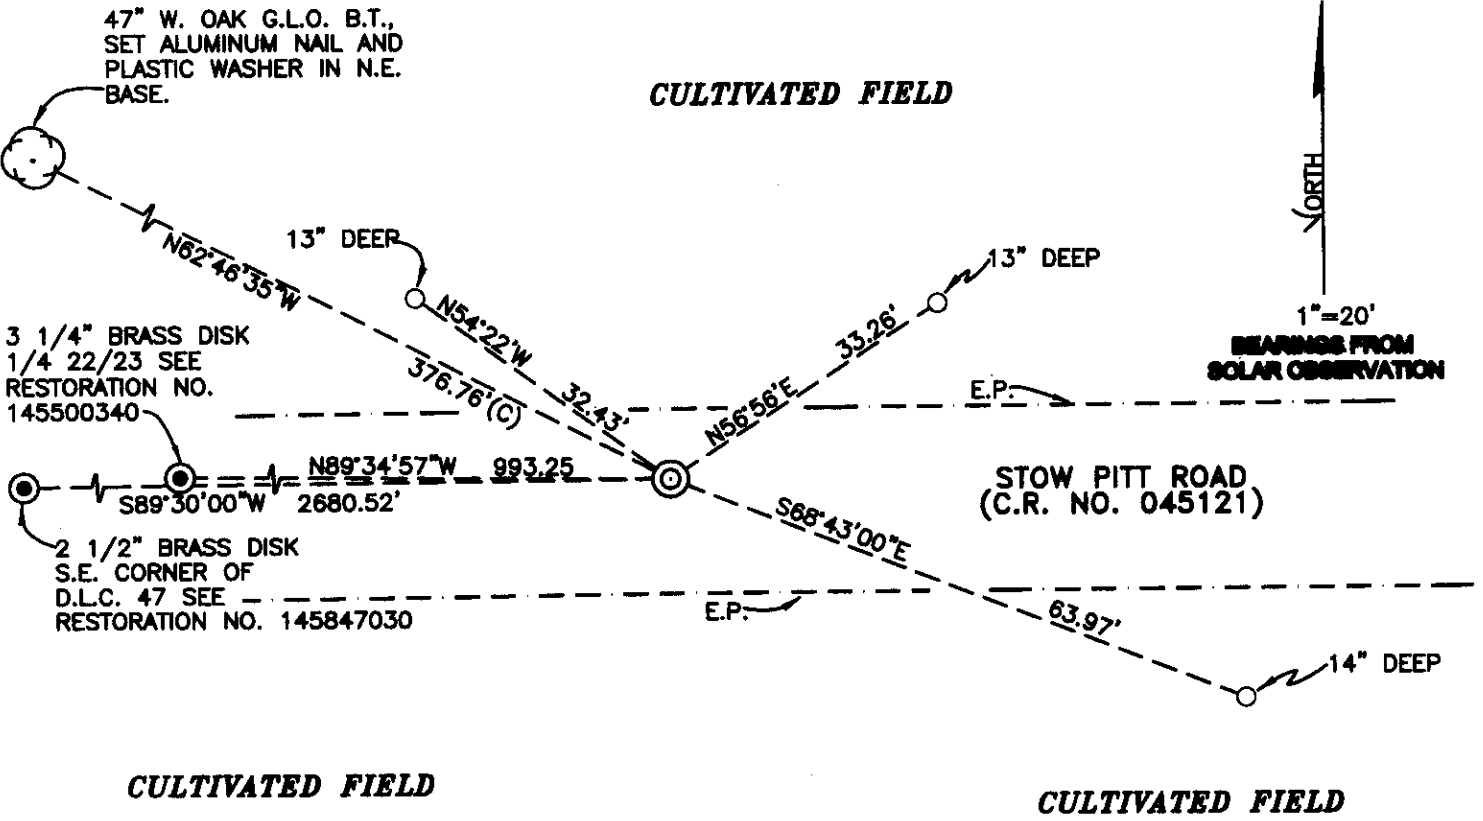 47" W. OAK G.L.O. B.T.,
SET ALUMINUM NAIL AND
PLASTIC WASHER IN N.E.
BASE.
CULTIVATED FIELD
NORTH
1"=20'
BEARINGS FROM
SOLAR OBSERVATION
13" DEEP
13" DEEP
N62°46'35"W
376.76'(C)
N54°22'W
32.43'
N56°56'E
33.26'
3 1/4" BRASS DISK
1/4 22/23 SEE
RESTORATION NO.
145500340
E.P.
N89°34'57"W 993.25
S89°30'00"W 2680.52'
STOW PITT ROAD
(C.R. NO. 045121)
S68°43'00"E
63.97'
2 1/2" BRASS DISK
S.E. CORNER OF
D.L.C. 47 SEE
RESTORATION NO. 145847030
E.P.
14" DEEP
CULTIVATED FIELD
CULTIVATED FIELD